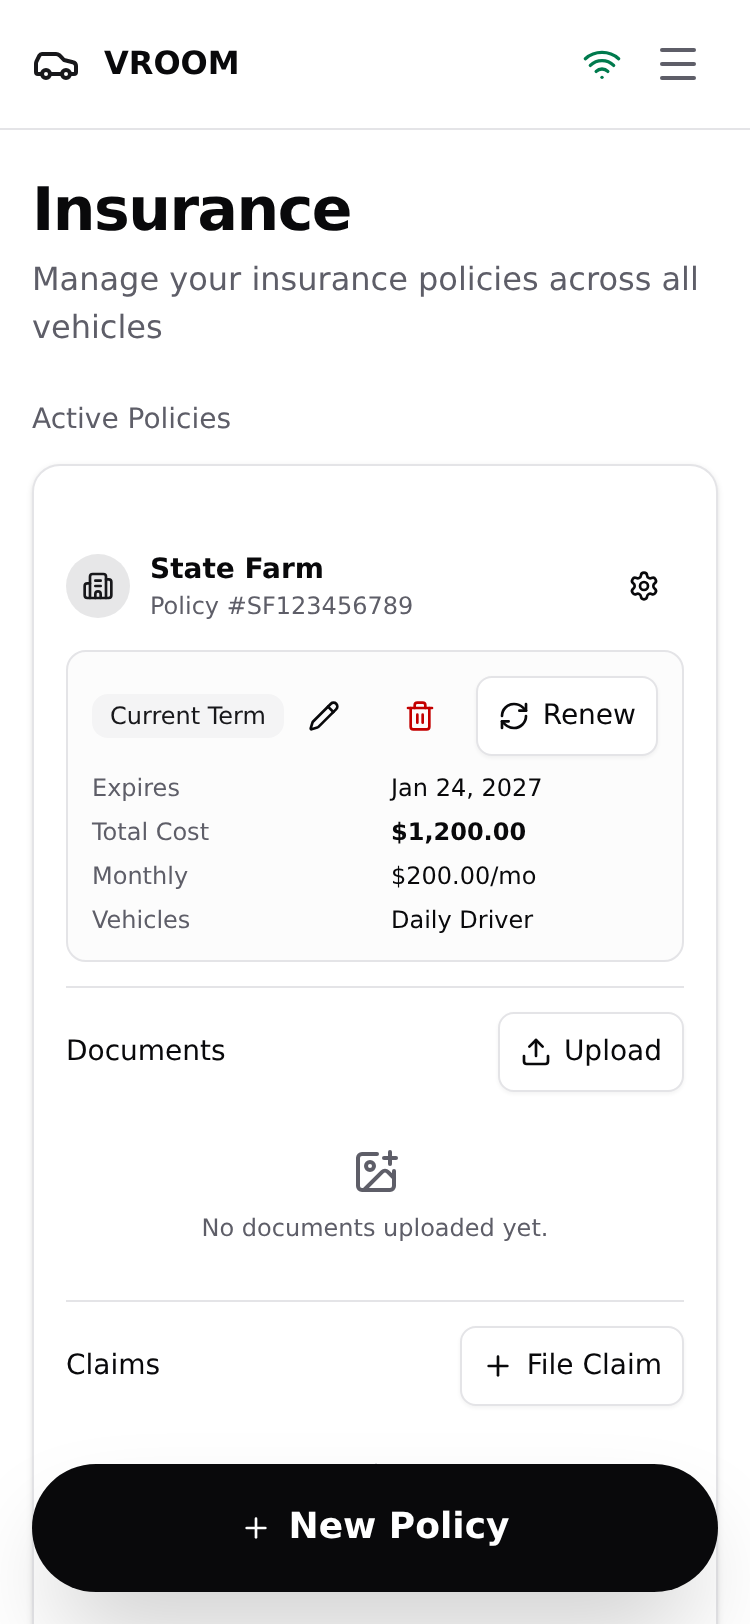 VROOM
Insurance
Manage your insurance policies across all
vehicles
Active Policies
State Farm
Policy #SF123456789
Current Term
Renew
Expires Jan 24, 2027
Total Cost $1,200.00
Monthly $200.00/mo
Vehicles Daily Driver
Documents Upload
No documents uploaded yet.
Claims + File Claim
+ New Policy